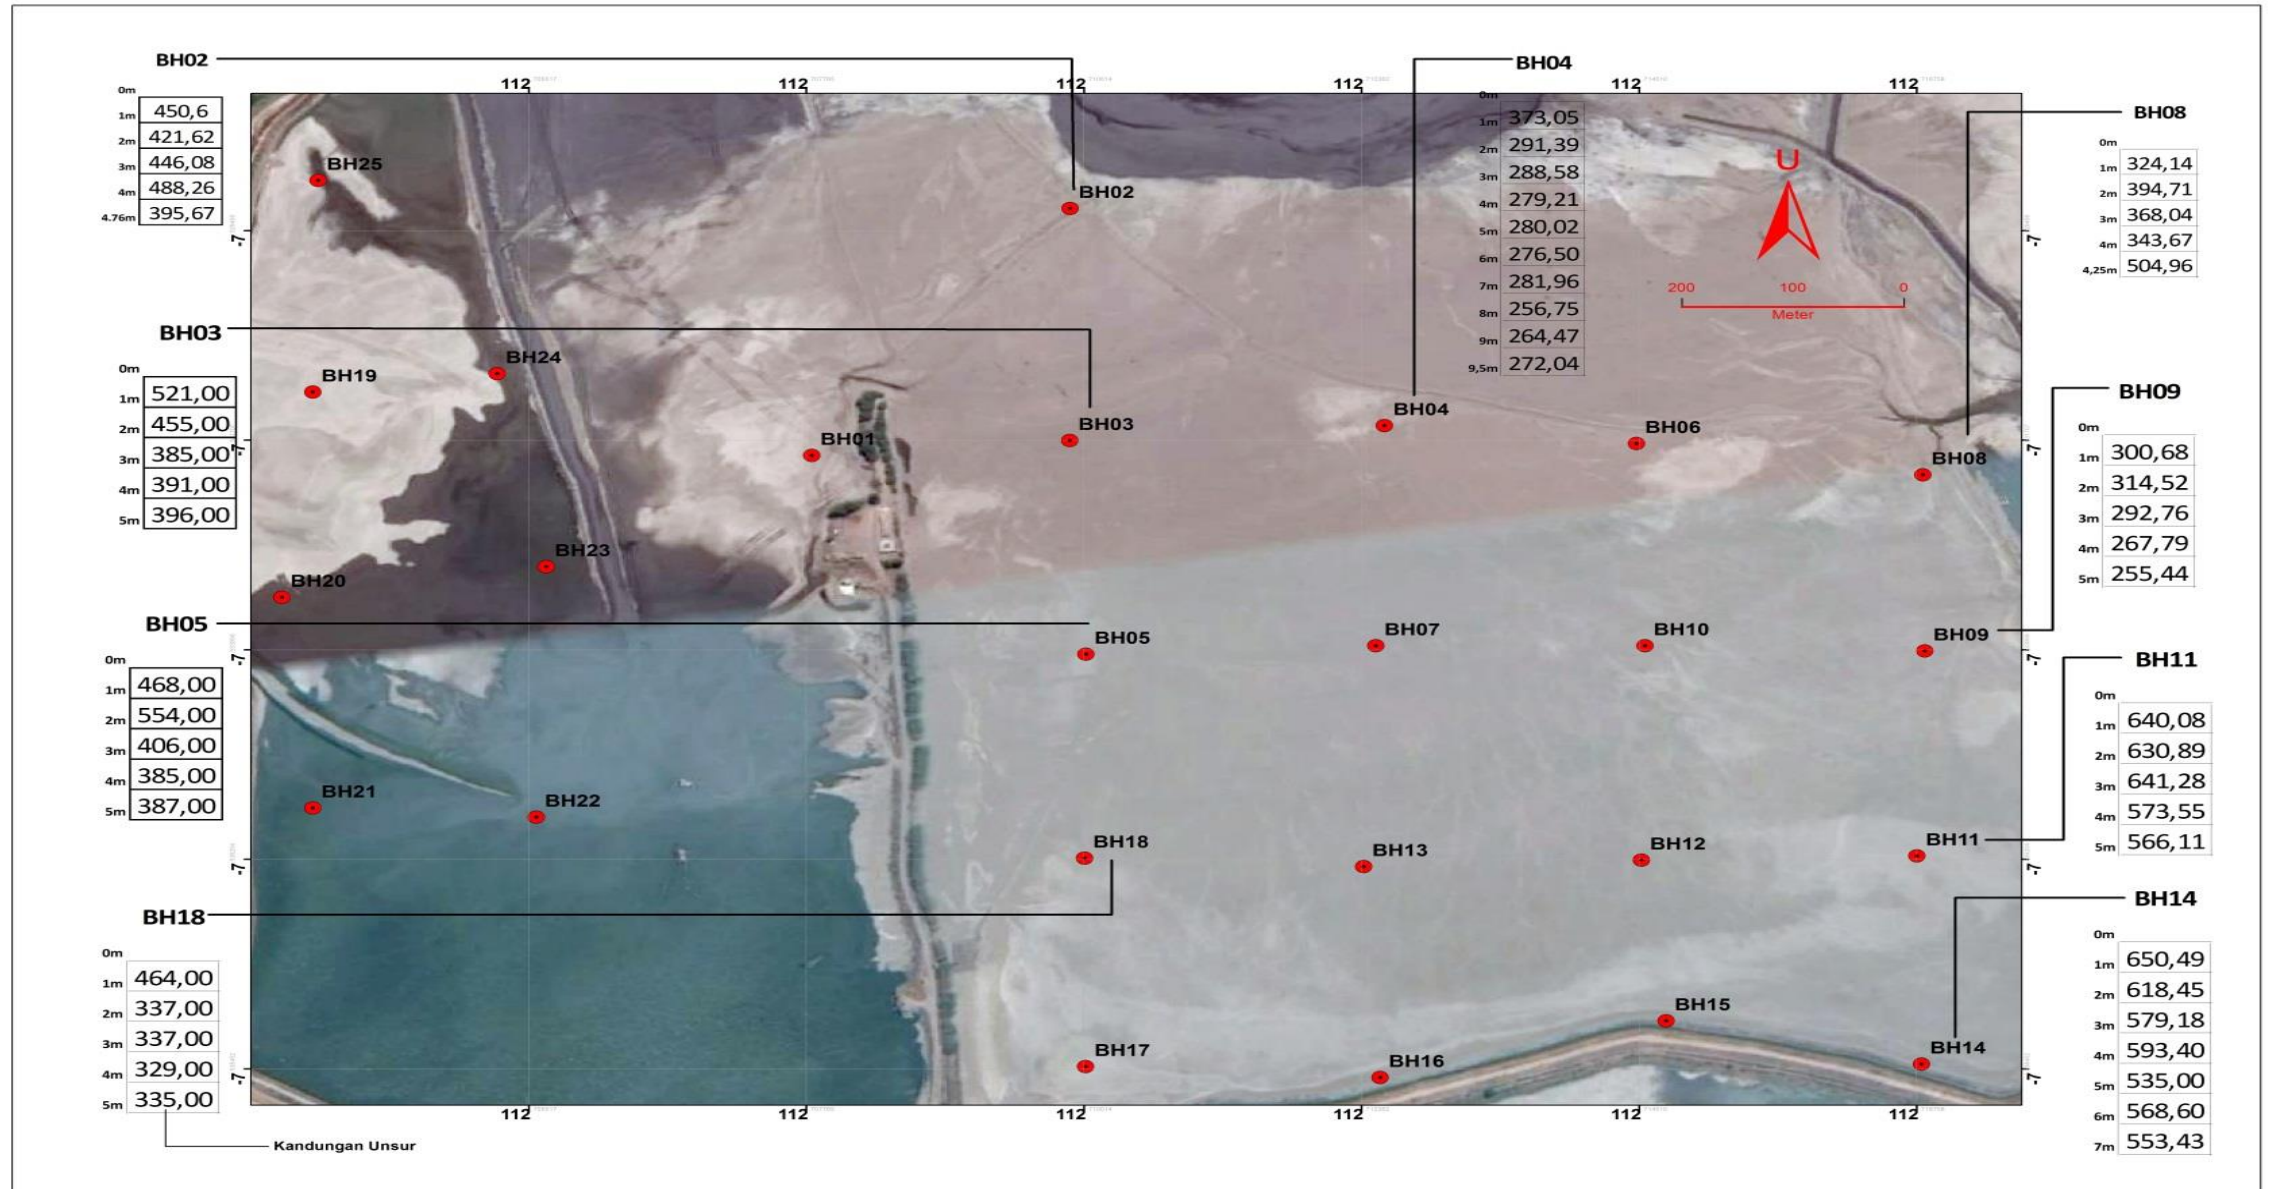 BH02
0m
1m 450,6
2m 421,62
3m 446,08
4m 488,26
4.76m 395,67
BH03
0m
1m 521,00
2m 455,00
3m 385,00
4m 391,00
5m 396,00
BH05
0m
1m 468,00
2m 554,00
3m 406,00
4m 385,00
5m 387,00
BH18
0m
1m 464,00
2m 337,00
3m 337,00
4m 329,00
5m 335,00
Kandungan Unsur
112 112 112 112 112 112
-7
-7
-7
-7
-7
BH25
BH02
BH19
BH24
BH01
BH03
BH04
BH06
BH08
BH20
BH23
BH05
BH07
BH10
BH09
BH21
BH22
BH18
BH13
BH12
BH11
BH17
BH16
BH15
BH14
112 112 112 112 112 112
BH04
0m
1m 373,05
2m 291,39
3m 288,58
4m 279,21
5m 280,02
6m 276,50
7m 281,96
8m 256,75
9m 264,47
9,5m 272,04
U
200 100 0
Meter
-7
-7
-7
-7
-7
BH08
0m
1m 324,14
2m 394,71
3m 368,04
4m 343,67
4,25m 504,96
BH09
0m
1m 300,68
2m 314,52
3m 292,76
4m 267,79
5m 255,44
BH11
0m
1m 640,08
2m 630,89
3m 641,28
4m 573,55
5m 566,11
BH14
0m
1m 650,49
2m 618,45
3m 579,18
4m 593,40
5m 535,00
6m 568,60
7m 553,43